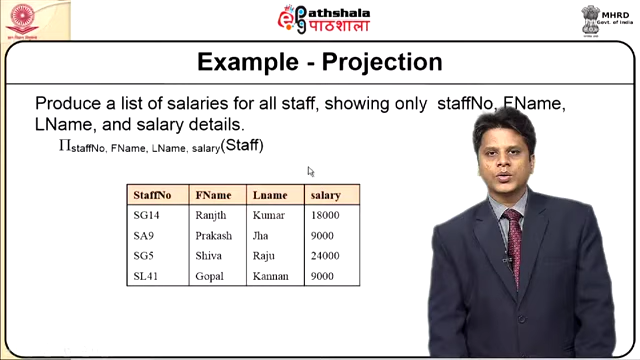 Pathshala
पाठशाला
MHRD
Govt. of India
Example - Projection
Produce a list of salaries for all staff, showing only staffNo, FName,
LName, and salary details.
ΠstaffNo, FName, LName, salary(Staff)
StaffNo FName Lname salary
SG14 Ranjth Kumar 18000
SA9 Prakash Jha 9000
SG5 Shiva Raju 24000
SL41 Gopal Kannan 9000